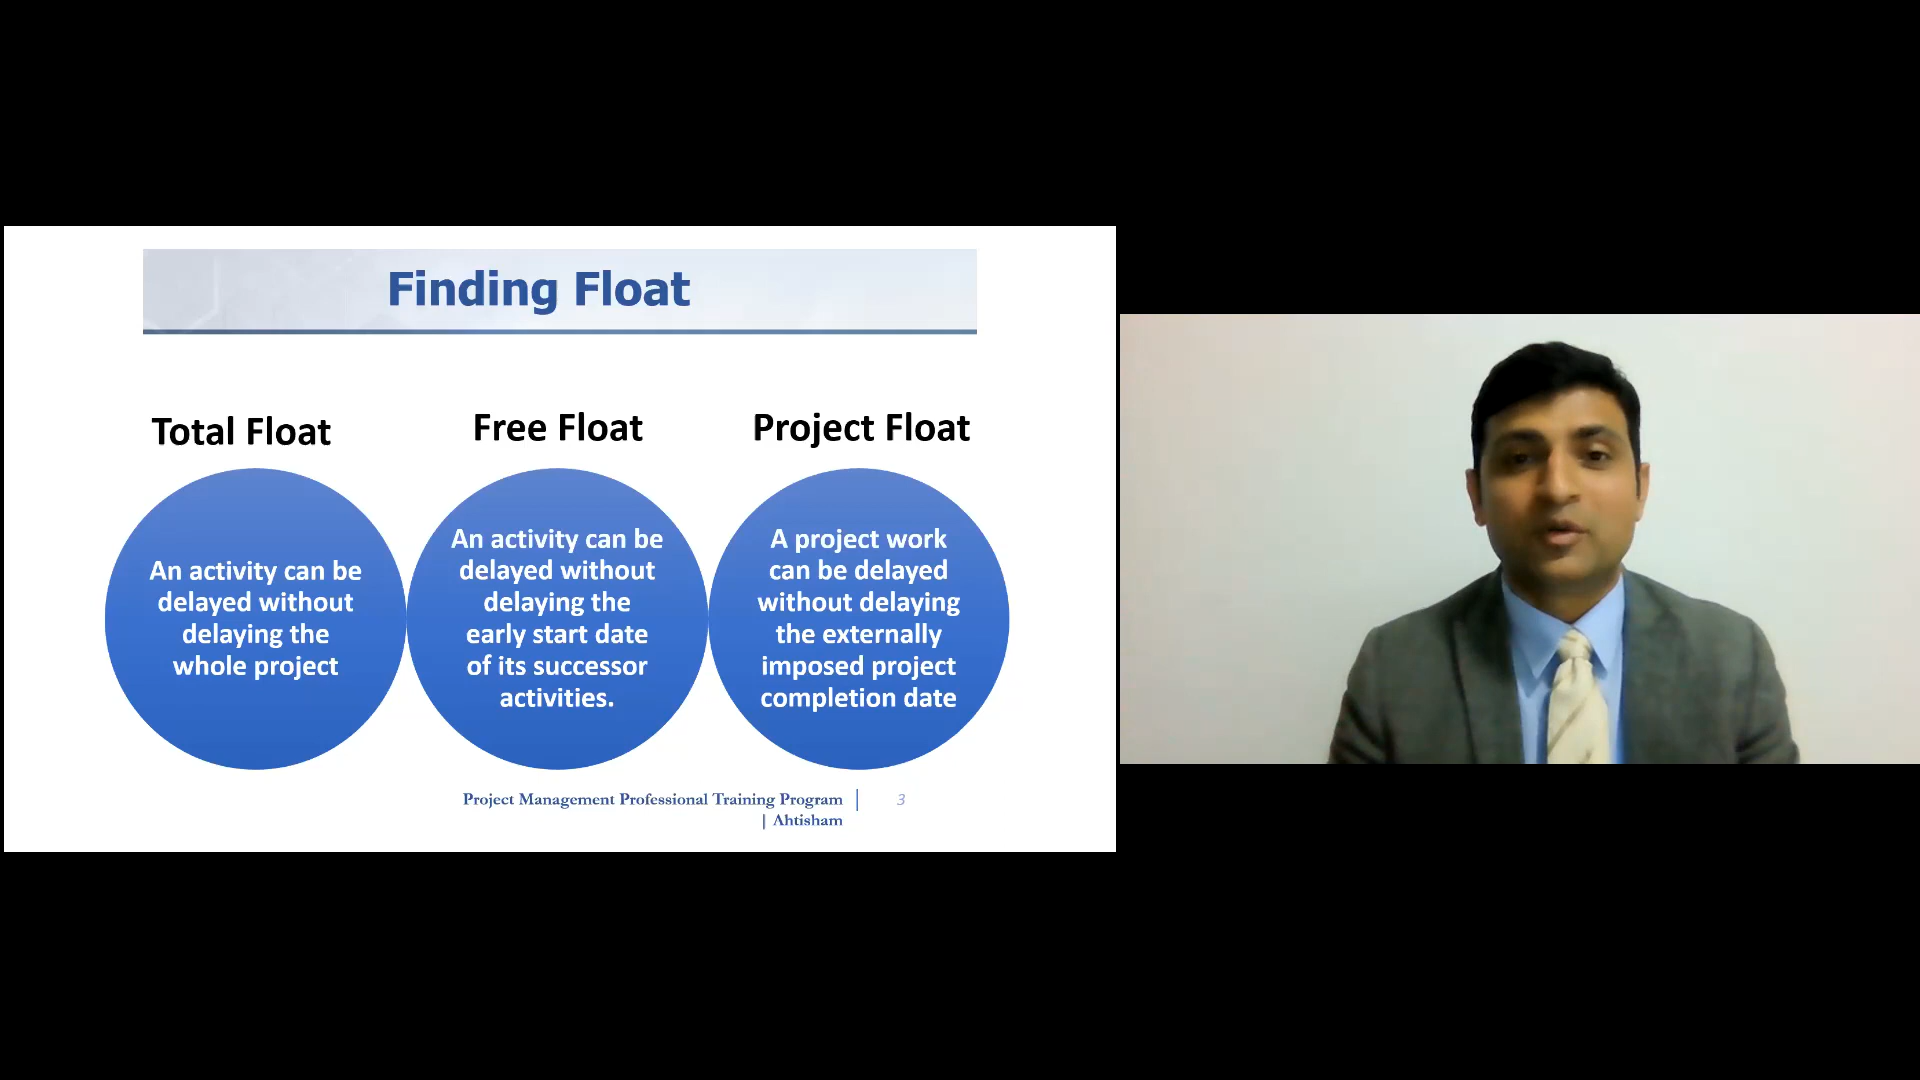 Finding Float
Total Float
An activity can be
delayed without
delaying the
whole project
Free Float
An activity can be
delayed without
delaying the
early start date
of its successor
activities.
Project Float
A project work
can be delayed
without delaying
the externally
imposed project
completion date
Project Management Professional Training Program
| Ahtisham
3